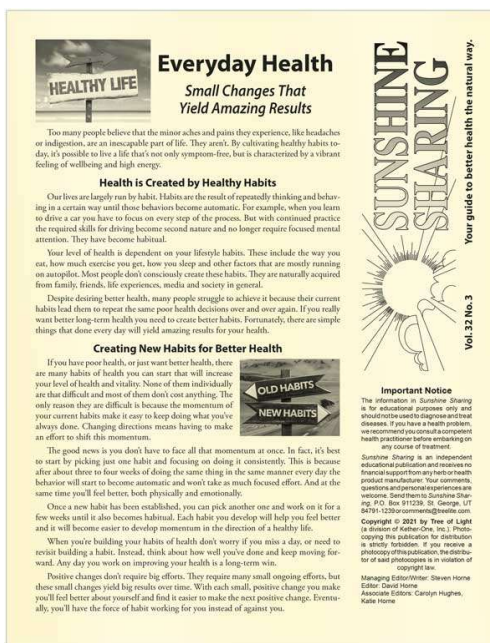 HEALTHY LIFE
Everyday Health
Small Changes That
Yield Amazing Results
Too many people believe that the minor aches and pains they experience, like headaches
or indigestion, are an inescapable part of life. They aren't. By cultivating healthy habits to-
day, it's possible to live a life that's not only symptom-free, but is characterized by a vibrant
feeling of wellbeing and high energy.
Health is Created by Healthy Habits
Our lives are largely run by habit. Habits are the result of repeatedly thinking and behav-
ing in a certain way until those behaviors become automatic. For example, when you learn
to drive a car you have to focus on every step of the process. But with continued practice
the required skills for driving become second nature and no longer require focused mental
attention. They have become habitual.
Your level of health is dependent on your lifestyle habits. These include the way you
eat, how much exercise you get, how you sleep and other factors that are mostly running
on autopilot. Most people don't consciously create these habits. They are naturally acquired
from family, friends, life experiences, media and society in general.
Despite desiring better health, many people struggle to achieve it because their current
habits lead them to repeat the same poor health decisions over and over again. If you really
want better long-term health you need to create better habits. Fortunately, there are simple
things that done every day will yield amazing results for your health.
Creating New Habits for Better Health
If you have poor health, or just want better health, there
are many habits of health you can start that will increase
your level of health and vitality. None of them individually
are that difficult and most of them don't cost anything. The
only reason they are difficult is because the momentum of
your current habits make it easy to keep doing what you've
always done. Changing directions means having to make
an effort to shift this momentum.
OLD HABITS
NEW HABITS
The good news is you don't have to face all that momentum at once. In fact, it's best
to start by picking just one habit and focusing on doing it consistently. This is because
after about three to four weeks of doing the same thing in the same manner every day the
behavior will start to become automatic and won't take as much focused effort. And at the
same time you'll feel better, both physically and emotionally.
Once a new habit has been established, you can pick another one and work on it for a
few weeks until it also becomes habitual. Each habit you develop will help you feel better
and it will become easier to develop momentum in the direction of a healthy life.
When you're building your habits of health don't worry if you miss a day, or need to
revisit building a habit. Instead, think about how well you've done and keep moving for-
ward. Any day you work on improving your health is a long-term win.
Positive changes don't require big efforts. They require many small ongoing efforts, but
these small changes yield big results over time. With each small, positive change you make
you'll feel better about yourself and find it easier to make the next positive change. Eventu-
ally, you'll have the force of habit working for you instead of against you.
SUNSHINE
SHARING
Your guide to better health the natural way.
Vol. 32 No. 3
Important Notice
The information in Sunshine Sharing
is for educational purposes only and
should not be used to diagnose and treat
diseases. If you have a health problem,
we recommend you consult a competent
health practitioner before embarking on
any course of treatment.
Sunshine Sharing is an independent
educational publication and receives no
financial support from any herb or health
product manufacturer. Your comments,
questions and personal experiences are
welcome. Send them to Sunshine Shar-
ing, P.O. Box 911239, St. George, UT
84791-1239 or comments@treelite.com.
Copyright © 2021 by Tree of Light
(a division of Kether-One, Inc.). Photo-
copying this publication for distribution
is strictly forbidden. If you receive a
photocopy of this publication, the distribu-
tor of said photocopies is in violation of
copyright law.
Managing Editor/Writer: Steven Horne
Editor: David Horne
Associate Editors: Carolyn Hughes,
Katie Horne